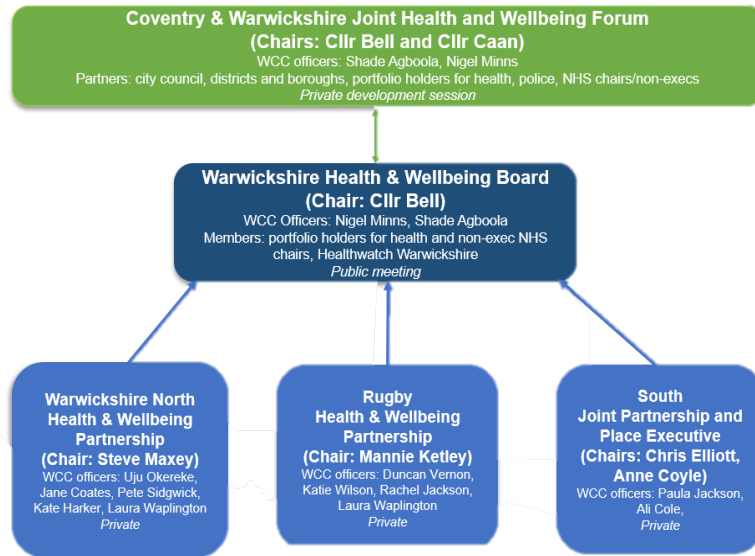 Coventry & Warwickshire Joint Health and Wellbeing Forum
(Chairs: Cllr Bell and Cllr Caan)
WCC officers: Shade Agboola, Nigel Minns
Partners: city council, districts and boroughs, portfolio holders for health, police, NHS chairs/non-execs
Private development session
Warwickshire Health & Wellbeing Board
(Chair: Cllr Bell)
WCC Officers: Nigel Minns, Shade Agboola
Members: portfolio holders for health and non-exec NHS
chairs, Healthwatch Warwickshire
Public meeting
Warwickshire North
Health & Wellbeing
Partnership
(Chair: Steve Maxey)
WCC officers: Uju Okereke,
Jane Coates, Pete Sidgwick,
Kate Harker, Laura Waplington
Private
Rugby
Health & Wellbeing
Partnership
(Chair: Mannie Ketley)
WCC officers: Duncan Vernon,
Katie Wilson, Rachel Jackson,
Laura Waplington
Private
South
Joint Partnership and
Place Executive
(Chairs: Chris Elliott,
Anne Coyle)
WCC officers: Paula Jackson,
Ali Cole,
Private